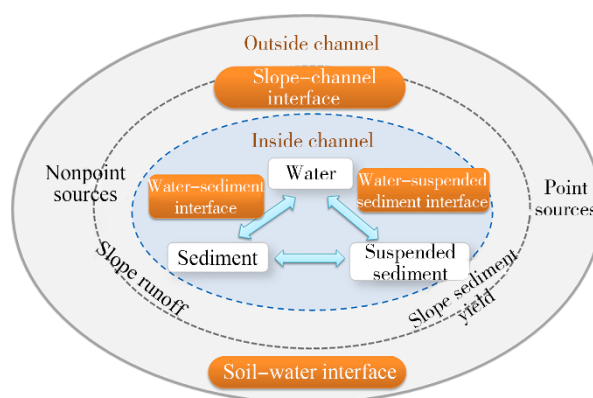 Outside channel
Slope–channel
interface
Inside channel
Nonpoint
sources
Water
Water–sediment
interface
Water–suspended
sediment interface
Point
sources
Sediment
Suspended
sediment
Slope runoff
Slope sediment
yield
Soil–water interface